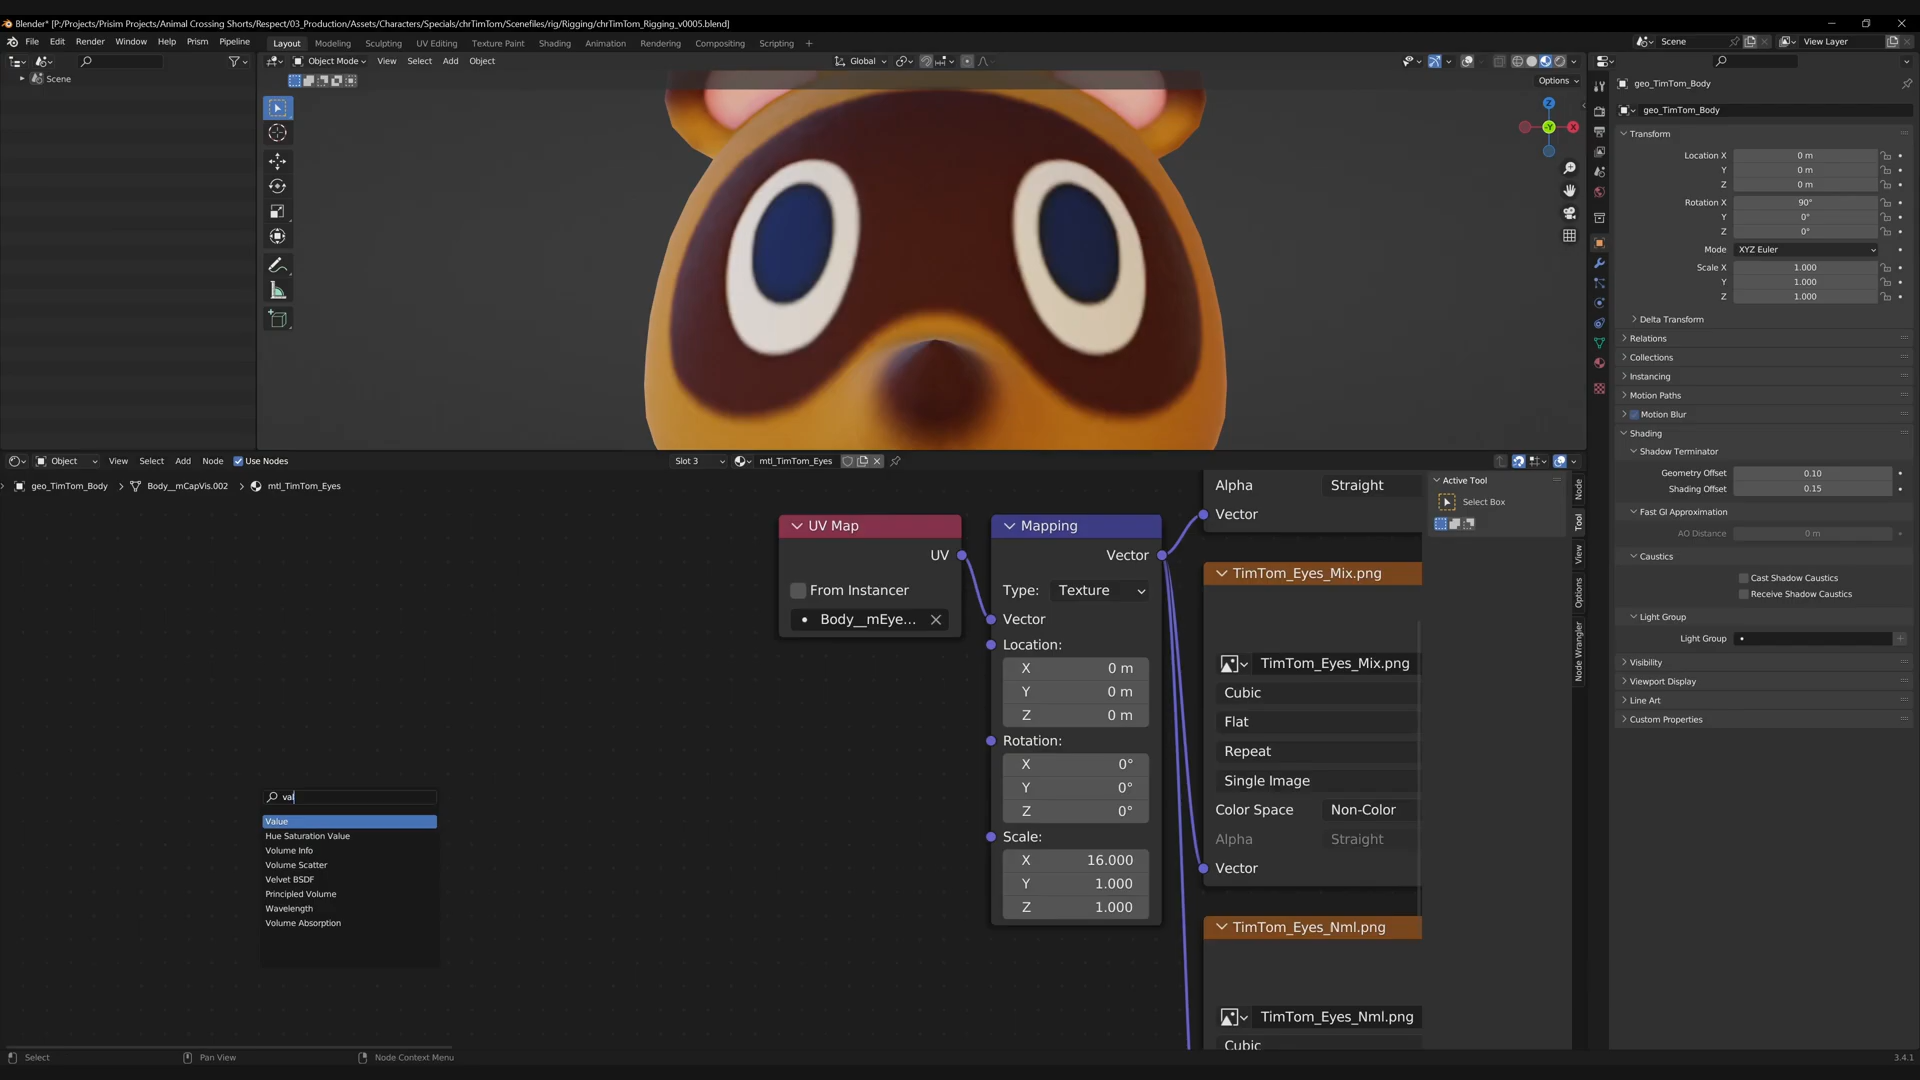 Blender* [P:/Projects/Prisim Projects/Animal Crossing Shorts/Respect/03_Production/Assets/Characters/Specials/chrTimTom/Scenefiles/rig/Rigging/chrTimTom_Rigging_v0005.blend]
File Edit Render Window Help Prism Pipeline
Layout Modeling Sculpting UV Editing Texture Paint Shading Animation Rendering Compositing Scripting +
Scene
View Layer
Scene
Object Mode View Select Add Object
Global
Options
Z
-Y
X
geo_TimTom_Body
geo_TimTom_Body
Transform
Location X 0 m
Y 0 m
Z 0 m
Rotation X 90°
Y 0°
Z 0°
Mode XYZ Euler
Scale X 1.000
Y 1.000
Z 1.000
Delta Transform
Relations
Collections
Instancing
Motion Paths
Motion Blur
Shading
Shadow Terminator
Geometry Offset 0.10
Shading Offset 0.15
Fast GI Approximation
AO Distance 0 m
Caustics
Cast Shadow Caustics
Receive Shadow Caustics
Light Group
Light Group
Visibility
Viewport Display
Line Art
Custom Properties
Object View Select Add Node Use Nodes
Slot 3
mtl_TimTom_Eyes
geo_TimTom_Body > Body__mCapVis.002 > mtl_TimTom_Eyes
UV Map
UV
From Instancer
Body__mEye...
Mapping
Vector
Type: Texture
Vector
Location:
X 0 m
Y 0 m
Z 0 m
Rotation:
X 0°
Y 0°
Z 0°
Scale:
X 16.000
Y 1.000
Z 1.000
Alpha Straight
Vector
TimTom_Eyes_Mix.png
TimTom_Eyes_Mix.png
Cubic
Flat
Repeat
Single Image
Color Space Non-Color
Alpha Straight
Vector
TimTom_Eyes_Nml.png
TimTom_Eyes_Nml.png
Cubic
Active Tool
Select Box
Node
Tool
View
Options
Node Wrangler
val
Value
Hue Saturation Value
Volume Info
Volume Scatter
Velvet BSDF
Principled Volume
Wavelength
Volume Absorption
Select
Pan View
Node Context Menu
3.4.1